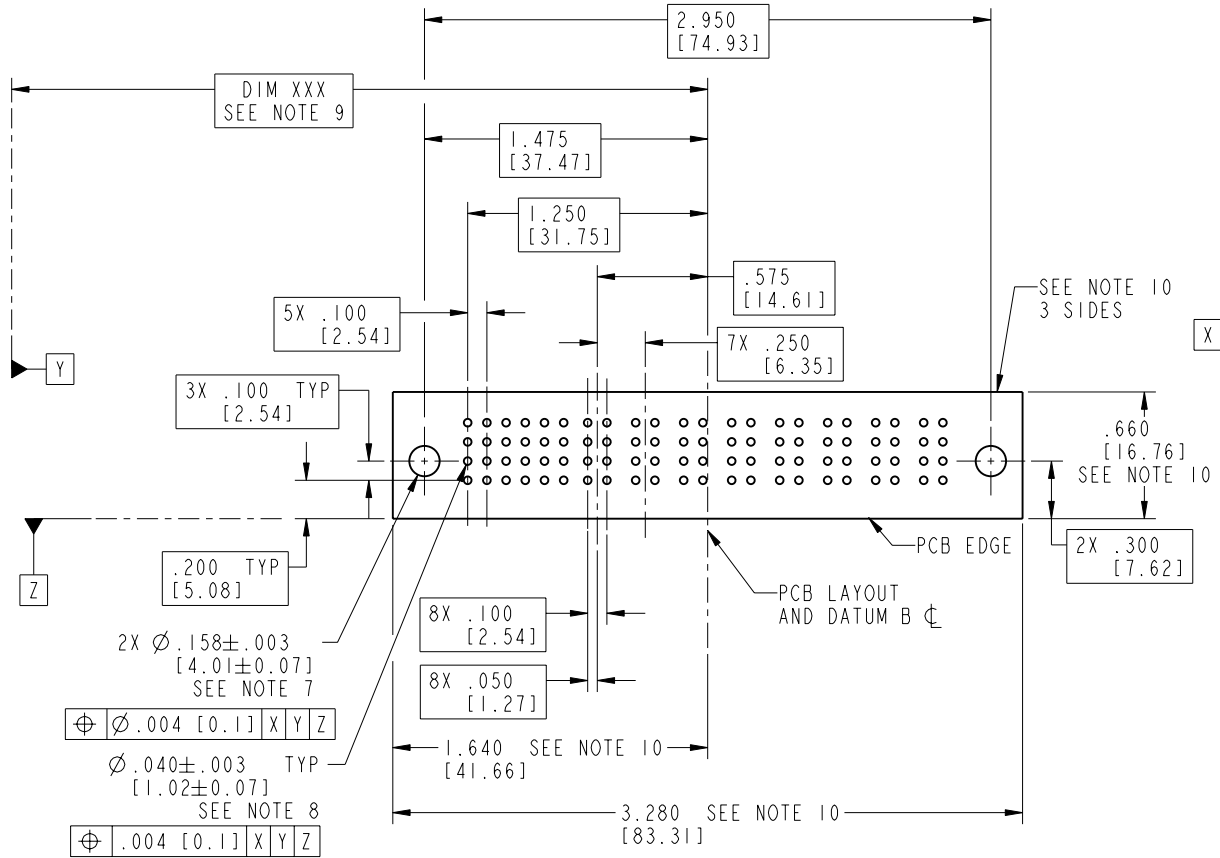 2.950
[74.93]
DIM XXX
SEE NOTE 9
1.475
[37.47]
1.250
[31.75]
.575
[14.61]
SEE NOTE 10
3 SIDES
5X .100
[2.54]
7X .250
[6.35]
X
Y
3X .100 TYP
[2.54]
.660
[16.76]
SEE NOTE 10
PCB EDGE
2X .300
[7.62]
Z
.200 TYP
[5.08]
PCB LAYOUT
AND DATUM B ℄
8X .100
[2.54]
2X Ø.158±.003
[4.01±0.07]
SEE NOTE 7
8X .050
[1.27]
⌖ Ø.004 [0.1] X Y Z
1.640 SEE NOTE 10
[41.66]
Ø.040±.003 TYP
[1.02±0.07]
SEE NOTE 8
3.280 SEE NOTE 10
[83.31]
⌖ .004 [0.1] X Y Z